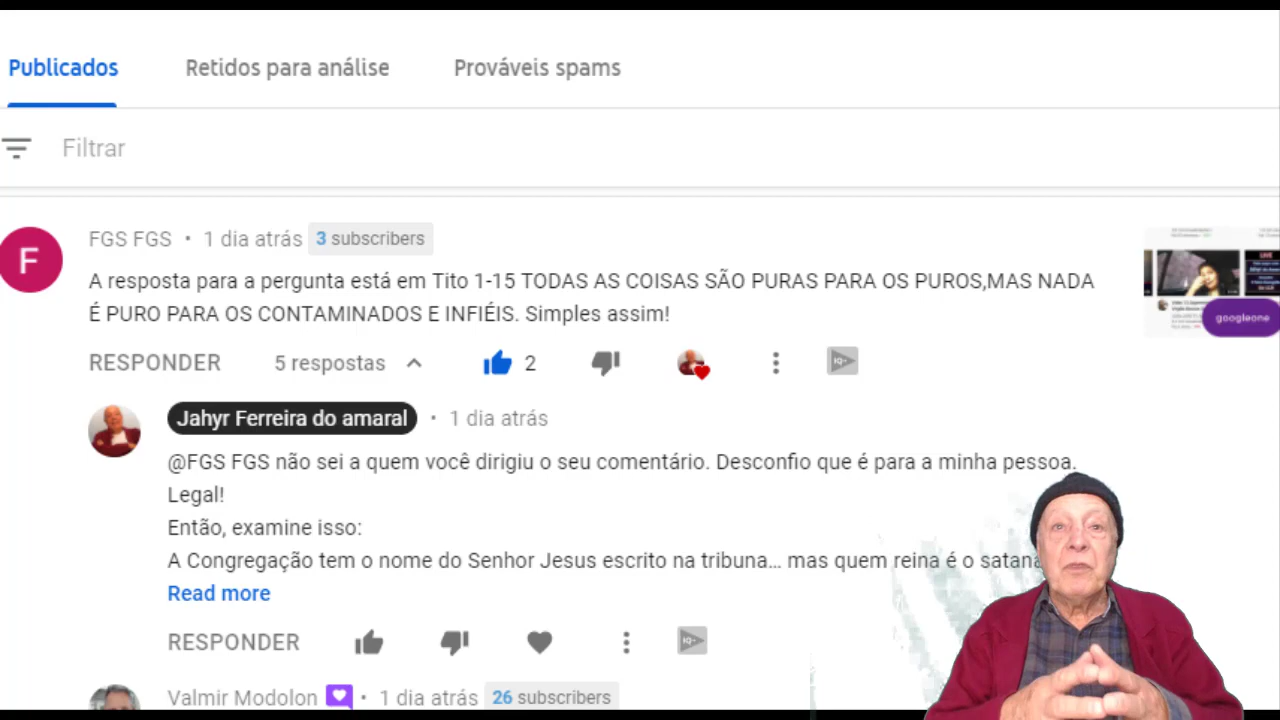 Publicados Retidos para análise Prováveis spams
Filtrar
FGS FGS • 1 dia atrás 3 subscribers
F
A resposta para a pergunta está em Tito 1-15 TODAS AS COISAS SÃO PURAS PARA OS PUROS,MAS NADA
É PURO PARA OS CONTAMINADOS E INFIÉIS. Simples assim!
LIVE
googleone
RESPONDER 5 respostas 2
Jahyr Ferreira do amaral • 1 dia atrás
@FGS FGS não sei a quem você dirigiu o seu comentário. Desconfio que é para a minha pessoa.
Legal!
Então, examine isso:
A Congregação tem o nome do Senhor Jesus escrito na tribuna... mas quem reina é o
Read more
RESPONDER
Valmir Modolon • 1 dia atrás 26 subscribers